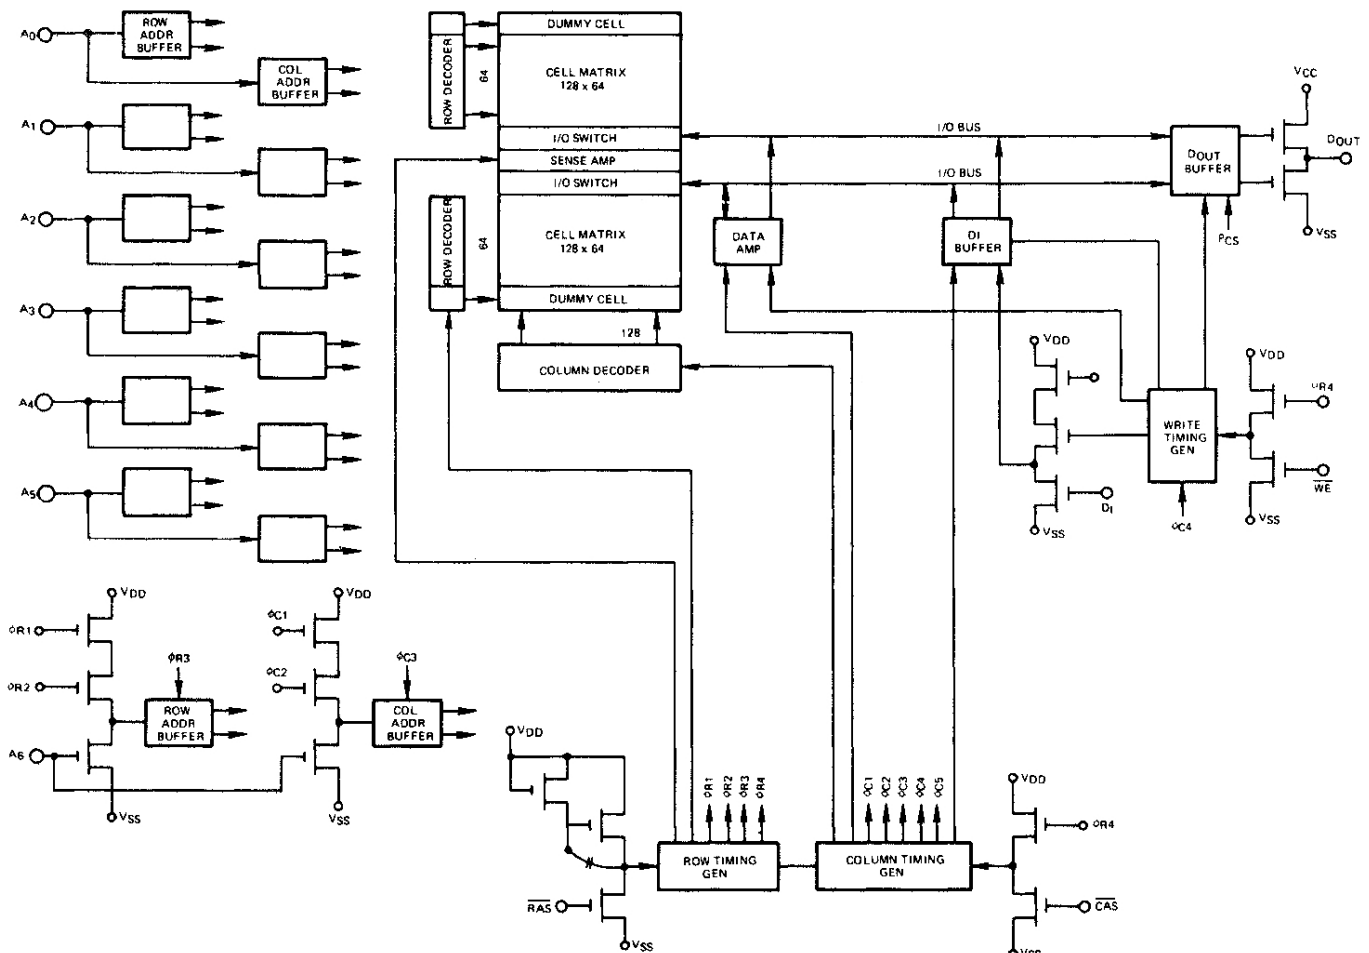 A0
ROW
ADDR
BUFFER
COL
ADDR
BUFFER
A1
A2
A3
A4
A5
ROW DECODER
64
DUMMY CELL
CELL MATRIX
128 x 64
I/O SWITCH
SENSE AMP
I/O SWITCH
CELL MATRIX
128 x 64
DUMMY CELL
ROW DECODER
64
128
COLUMN DECODER
I/O BUS
I/O BUS
DATA
AMP
DI
BUFFER
DOUT
BUFFER
VCC
DOUT
VSS
VDD
DI
VSS
WRITE
TIMING
GEN
φC4
VDD
WE
VSS
VDD
φR1
φR2
φR3
ROW
ADDR
BUFFER
A6
VSS
VDD
φC1
φC2
φC3
COL
ADDR
BUFFER
VSS
VDD
RAS
VSS
φR1
φR2
φR3
φR4
ROW TIMING
GEN
φC1
φC2
φC3
φC4
φC5
COLUMN TIMING
GEN
VDD
φR4
CAS